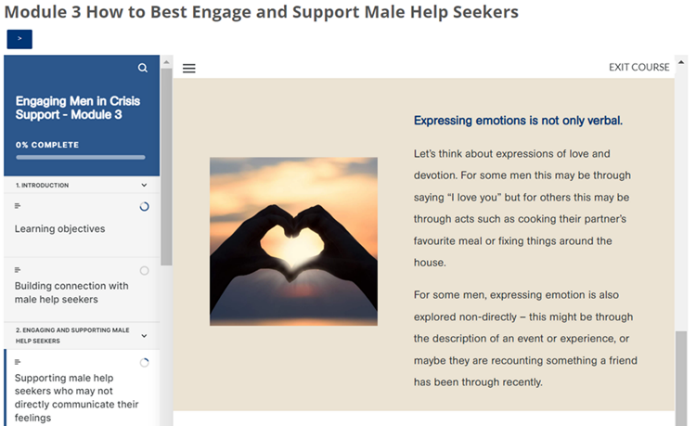 Module 3 How to Best Engage and Support Male Help Seekers
>
Engaging Men in Crisis
Support - Module 3
0% COMPLETE
1. INTRODUCTION
Learning objectives
Building connection with
male help seekers
2. ENGAGING AND SUPPORTING MALE
HELP SEEKERS
Supporting male help
seekers who may not
directly communicate their
feelings
EXIT COURSE
Expressing emotions is not only verbal.
Let's think about expressions of love and
devotion. For some men this may be through
saying “I love you” but for others this may be
through acts such as cooking their partner's
favourite meal or fixing things around the
house.
For some men, expressing emotion is also
explored non-directly – this might be through
the description of an event or experience, or
maybe they are recounting something a friend
has been through recently.